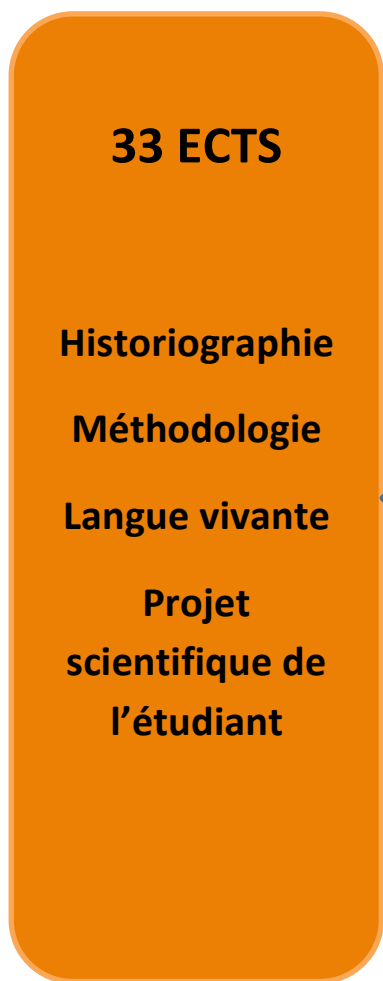 33 ECTS
Historiographie
Méthodologie
Langue vivante
Projet
scientifique de
l’étudiant